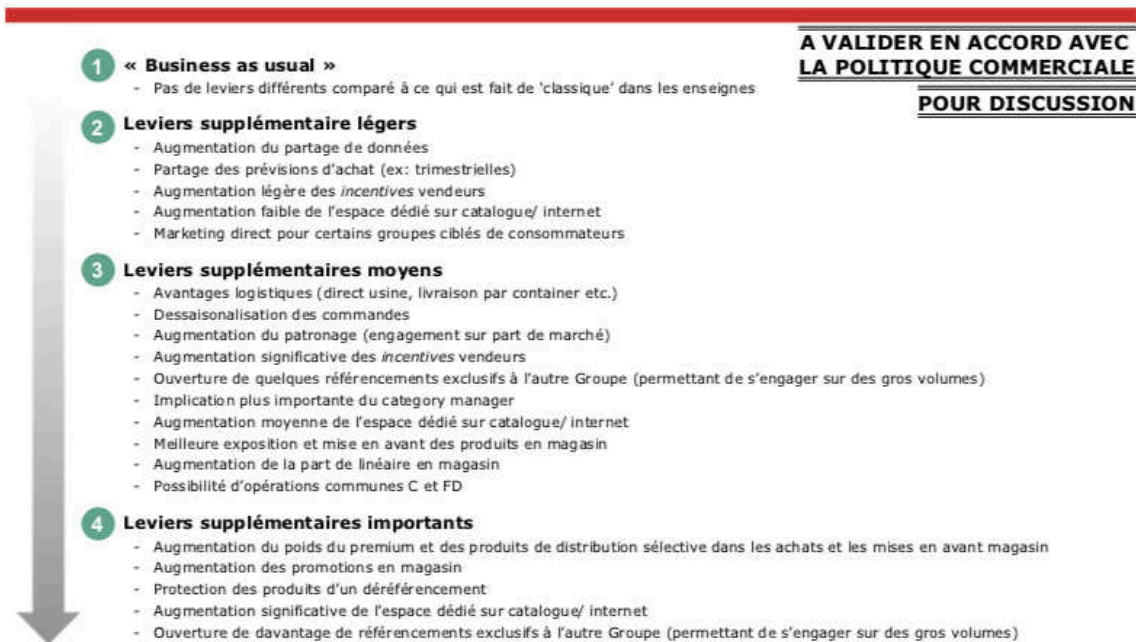 A VALIDER EN ACCORD AVEC
LA POLITIQUE COMMERCIALE
POUR DISCUSSION
1 « Business as usual »
- Pas de leviers différents comparé à ce qui est fait de ‘classique’ dans les enseignes
2 Leviers supplémentaire légers
- Augmentation du partage de données
- Partage des prévisions d’achat (ex: trimestrielles)
- Augmentation légère des incentives vendeurs
- Augmentation faible de l’espace dédié sur catalogue/ internet
- Marketing direct pour certains groupes ciblés de consommateurs
3 Leviers supplémentaires moyens
- Avantages logistiques (direct usine, livraison par container etc.)
- Dessaisonalisation des commandes
- Augmentation du patronage (engagement sur part de marché)
- Augmentation significative des incentives vendeurs
- Ouverture de quelques référencements exclusifs à l’autre Groupe (permettant de s’engager sur des gros volumes)
- Implication plus importante du category manager
- Augmentation moyenne de l’espace dédié sur catalogue/ internet
- Meilleure exposition et mise en avant des produits en magasin
- Augmentation de la part de linéaire en magasin
- Possibilité d’opérations communes C et FD
4 Leviers supplémentaires importants
- Augmentation du poids du premium et des produits de distribution sélective dans les achats et les mises en avant magasin
- Augmentation des promotions en magasin
- Protection des produits d’un déréférencement
- Augmentation significative de l’espace dédié sur catalogue/ internet
- Ouverture de davantage de référencements exclusifs à l’autre Groupe (permettant de s’engager sur des gros volumes)